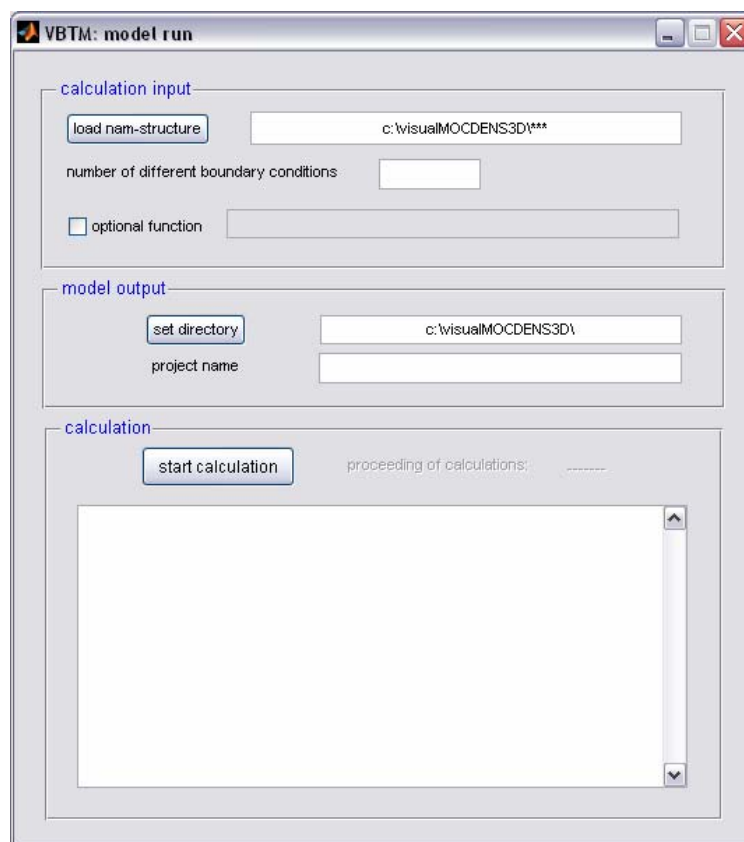 VBTM: model run
calculation input
load nam-structure c:\visualMOCDENS3D\***
number of different boundary conditions
optional function
model output
set directory c:\visualMOCDENS3D\
project name
calculation
start calculation proceeding of calculations: -------